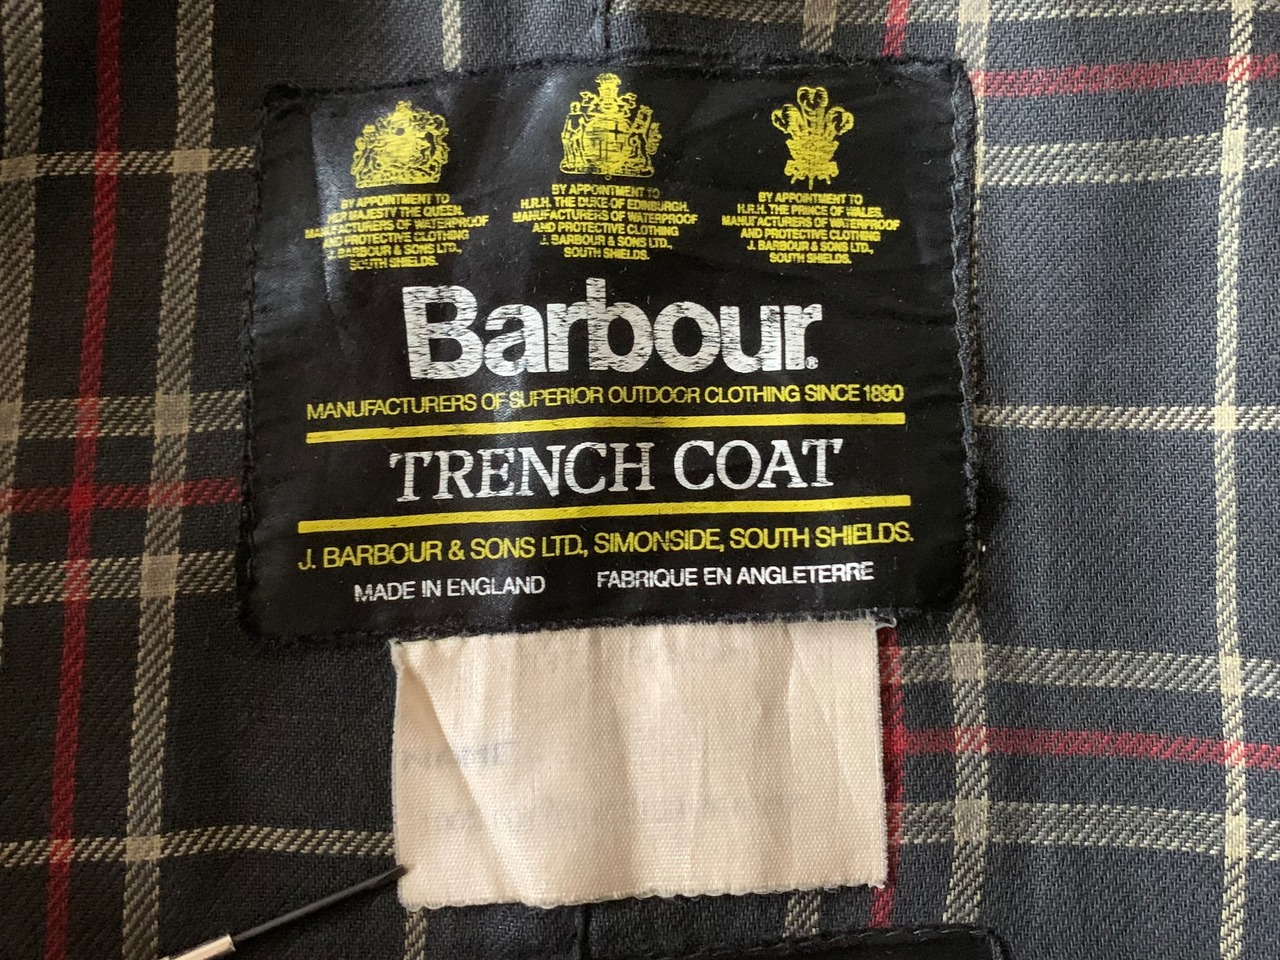 BY APPOINTMENT TO
HER MAJESTY THE QUEEN.
MANUFACTURERS OF WATERPROOF
AND PROTECTIVE CLOTHING
J. BARBOUR & SONS LTD.,
SOUTH SHIELDS.
BY APPOINTMENT TO
H.R.H. THE DUKE OF EDINBURGH.
MANUFACTURERS OF WATERPROOF
AND PROTECTIVE CLOTHING
J. BARBOUR & SONS LTD.,
SOUTH SHIELDS.
BY APPOINTMENT TO
H.R.H. THE PRINCE OF WALES.
MANUFACTURERS OF WATERPROOF
AND PROTECTIVE CLOTHING
J. BARBOUR & SONS LTD.,
SOUTH SHIELDS.
Barbour®
MANUFACTURERS OF SUPERIOR OUTDOOR CLOTHING SINCE 1890
TRENCH COAT
J. BARBOUR & SONS LTD, SIMONSIDE, SOUTH SHIELDS.
MADE IN ENGLAND FABRIQUE EN ANGLETERRE